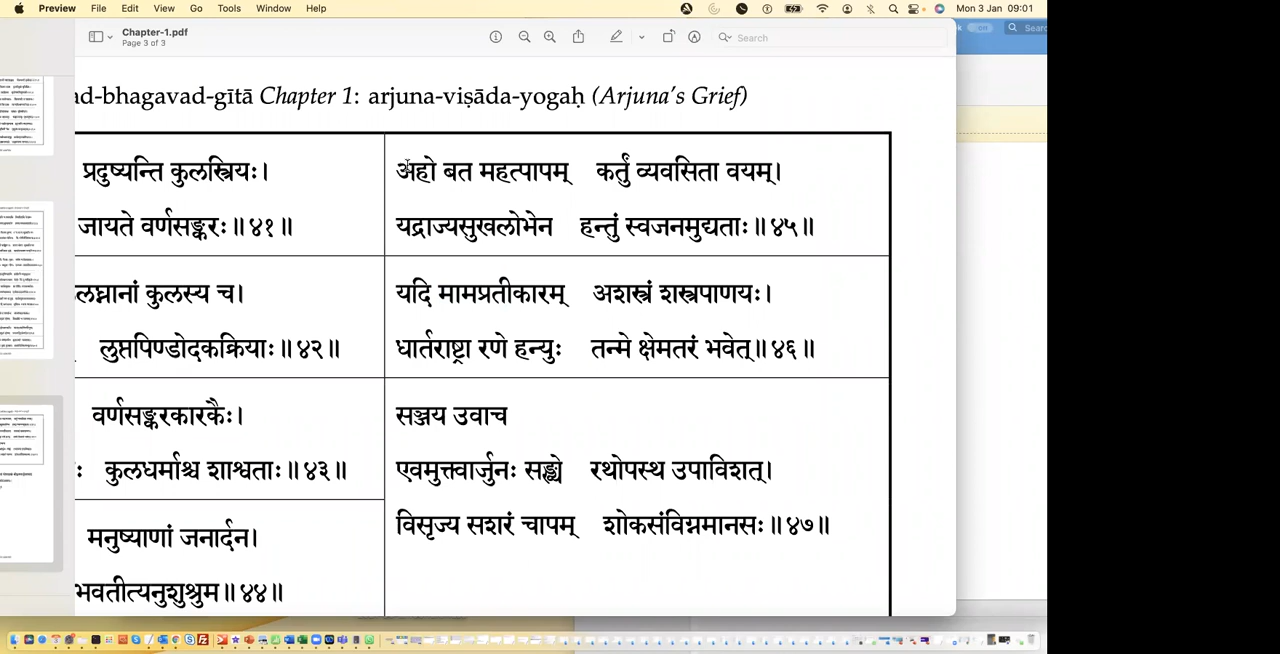 Preview File Edit View Go Tools Window Help Mon 3 Jan 09:01
Chapter-1.pdf
Page 3 of 3
Search
ad-bhagavad-gītā Chapter 1: arjuna-viṣāda-yogaḥ (Arjuna's Grief)
प्रदुष्यन्ति कुलस्त्रियः।
जायते वर्णसङ्करः॥४१॥
लघ्नानां कुलस्य च।
लुप्तपिण्डोदकक्रियाः॥४२॥
वर्णसङ्करकारकैः।
कुलधर्माश्च शाश्वताः॥४३॥
मनुष्याणां जनार्दन।
भवतीत्यनुशुश्रुम॥४४॥
अहो बत महत्पापम् कर्तुं व्यवसिता वयम्।
यद्राज्यसुखलोभेन हन्तुं स्वजनमुद्यताः॥४५॥
यदि मामप्रतीकारम् अशस्त्रं शस्त्रपाणयः।
धार्तराष्ट्रा रणे हन्युः तन्मे क्षेमतरं भवेत्॥४६॥
सञ्जय उवाच
एवमुक्त्वार्जुनः सङ्ख्ये रथोपस्थ उपाविशत्।
विसृज्य सशरं चापम् शोकसंविग्नमानसः॥४७॥